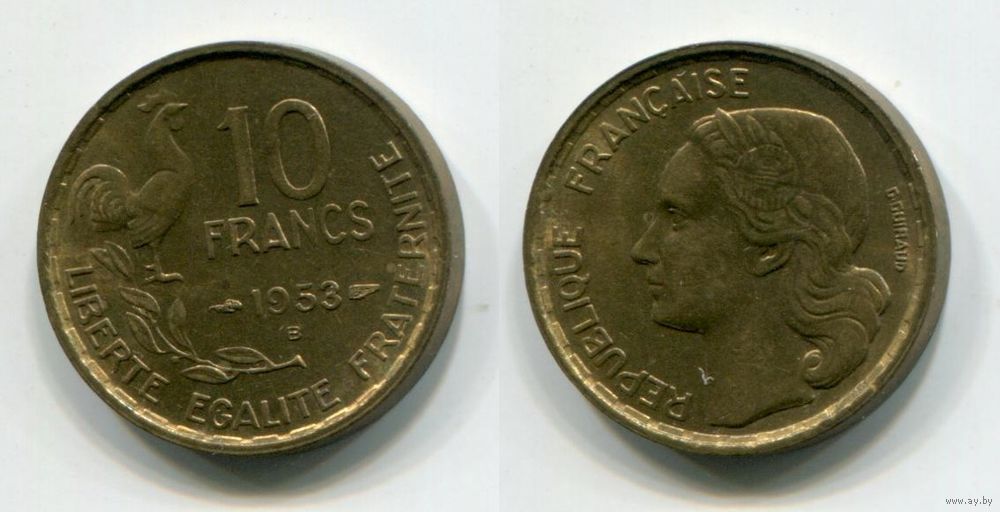 10
FRANCS
1953
B
LIBERTE EGALITE FRATERNITE
REPUBLIQUE FRANÇAISE
G.GUIRAUD
www.ay.by